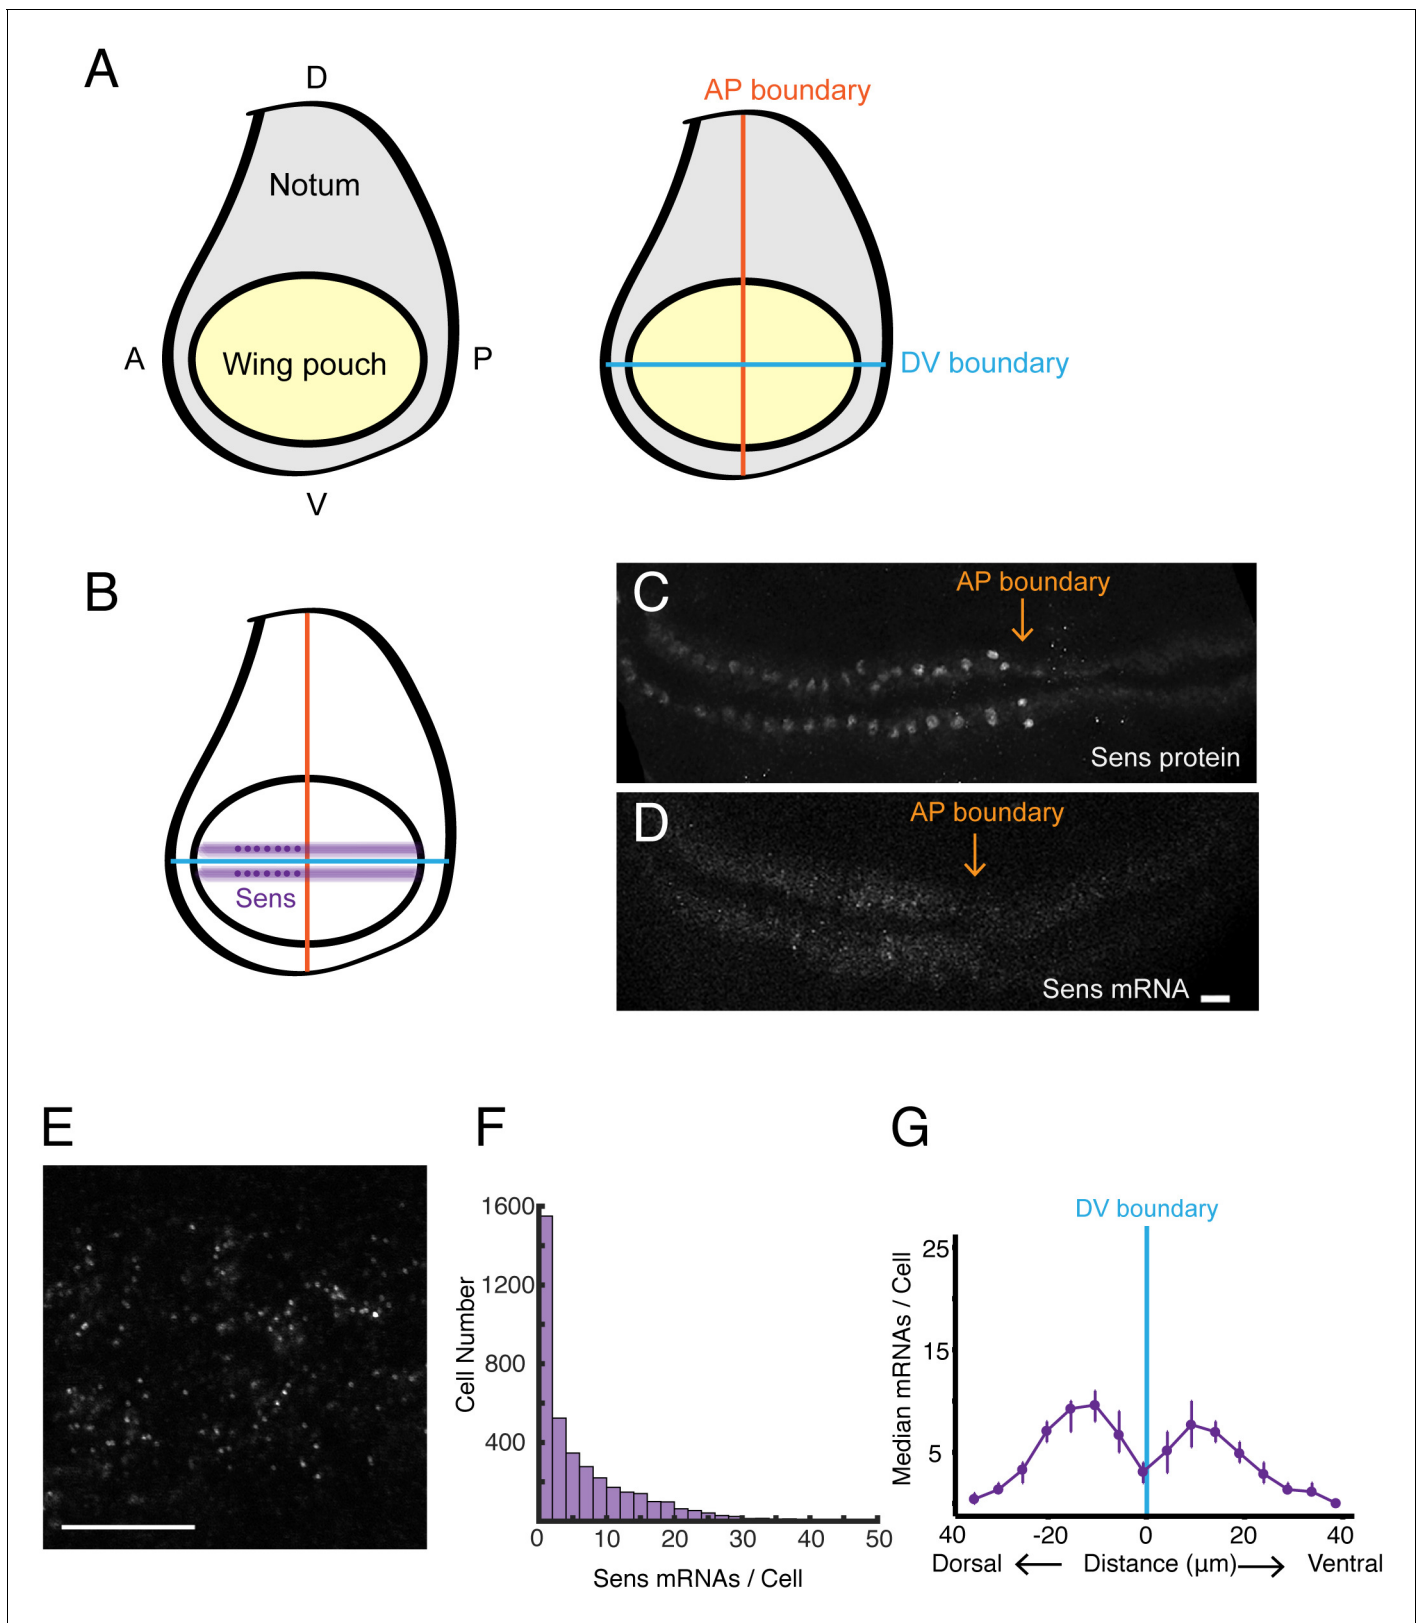 A
D
Notum
A
Wing pouch
P
V
AP boundary
DV boundary
B
Sens
C
AP boundary
Sens protein
D
AP boundary
Sens mRNA
E
F
1600
1200
800
400
Cell Number
0 10 20 30 40 50
Sens mRNAs / Cell
G
DV boundary
25
15
5
Median mRNAs / Cell
40 -20 0 20 40
Dorsal ← Distance (µm) → Ventral